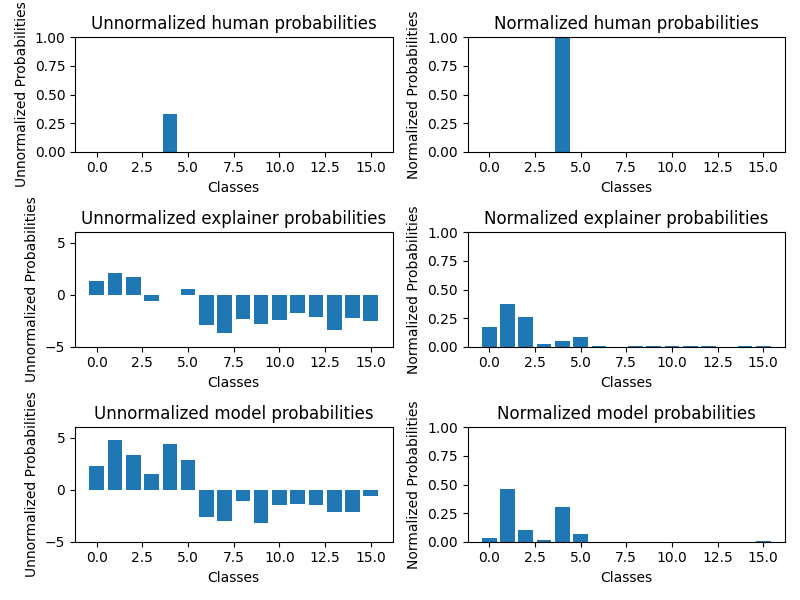 Unnormalized human probabilities
Unnormalized Probabilities
1.00
0.75
0.50
0.25
0.00
0.0 2.5 5.0 7.5 10.0 12.5 15.0
Classes
Normalized human probabilities
Normalized Probabilities
1.00
0.75
0.50
0.25
0.00
0.0 2.5 5.0 7.5 10.0 12.5 15.0
Classes
Unnormalized explainer probabilities
Unnormalized Probabilities
5
0
−5
0.0 2.5 5.0 7.5 10.0 12.5 15.0
Classes
Normalized explainer probabilities
Normalized Probabilities
1.00
0.75
0.50
0.25
0.00
0.0 2.5 5.0 7.5 10.0 12.5 15.0
Classes
Unnormalized model probabilities
Unnormalized Probabilities
5
0
−5
0.0 2.5 5.0 7.5 10.0 12.5 15.0
Classes
Normalized model probabilities
Normalized Probabilities
1.00
0.75
0.50
0.25
0.00
0.0 2.5 5.0 7.5 10.0 12.5 15.0
Classes